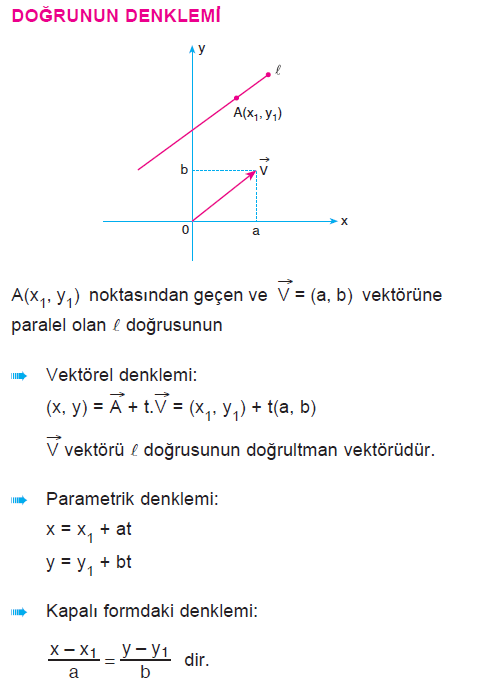 DOĞRUNUN DENKLEMİ
y
ℓ
A(x₁, y₁)
b
V⃗
0
a
x
A(x₁, y₁) noktasından geçen ve V⃗ = (a, b) vektörüne
paralel olan ℓ doğrusunun
Vektörel denklemi:
(x, y) = A⃗ + t.V⃗ = (x₁, y₁) + t(a, b)
V⃗ vektörü ℓ doğrusunun doğrultman vektörüdür.
Parametrik denklemi:
x = x₁ + at
y = y₁ + bt
Kapalı formdaki denklemi:
(x – x₁)/a = (y – y₁)/b dir.